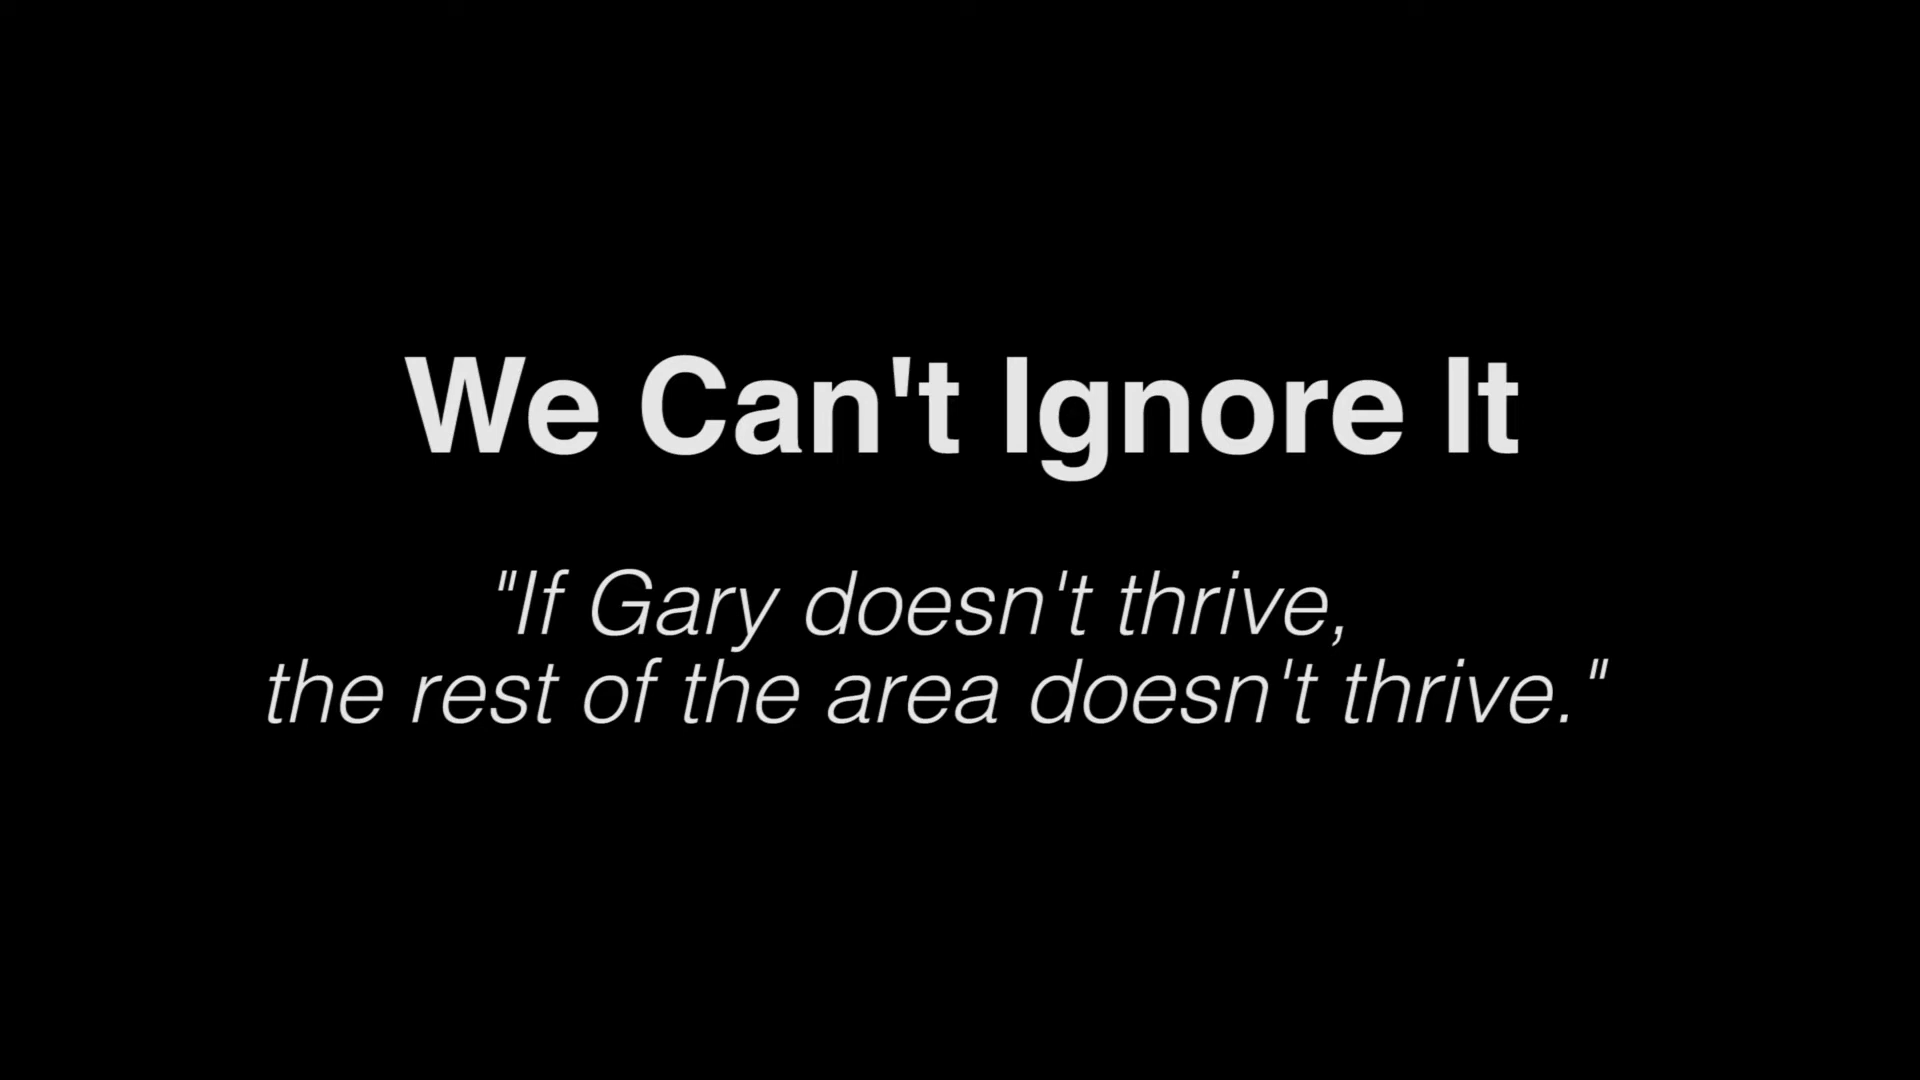 We Can't Ignore It
"If Gary doesn't thrive,
the rest of the area doesn't thrive."